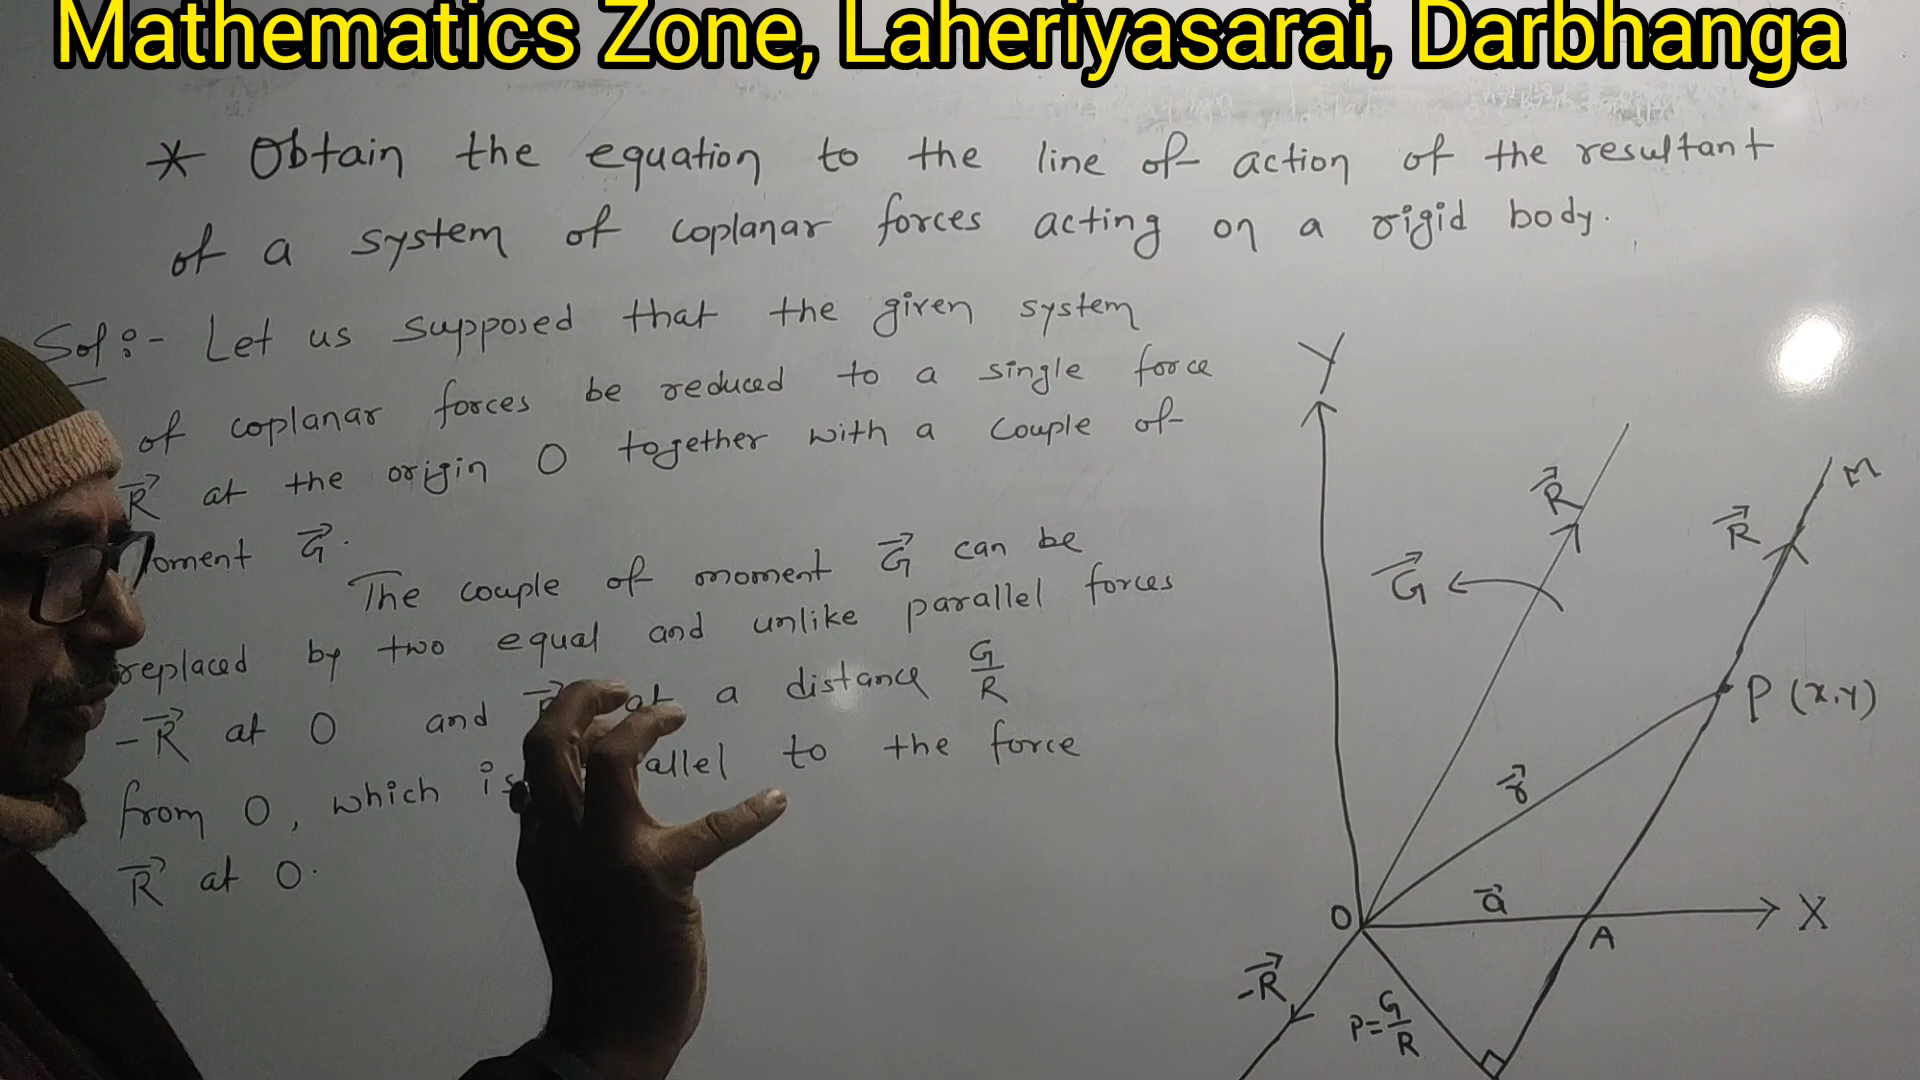 Mathematics Zone, Laheriyasarai, Darbhanga
* Obtain the equation to the line of action of the resultant
of a system of coplanar forces acting on a rigid body.
Sol:- Let us supposed that the given system
of coplanar forces be reduced to a single force
R⃗ at the origin O together with a couple of
oment G⃗.
The couple of moment G⃗ can be
replaced by two equal and unlike parallel forces
-R⃗ at O and at a distance G/R
from O, which is allel to the force
R⃗ at O.
Y
R⃗
M
R⃗
G⃗
P (x,y)
r⃗
O
a⃗
A
X
-R⃗
P=G/R